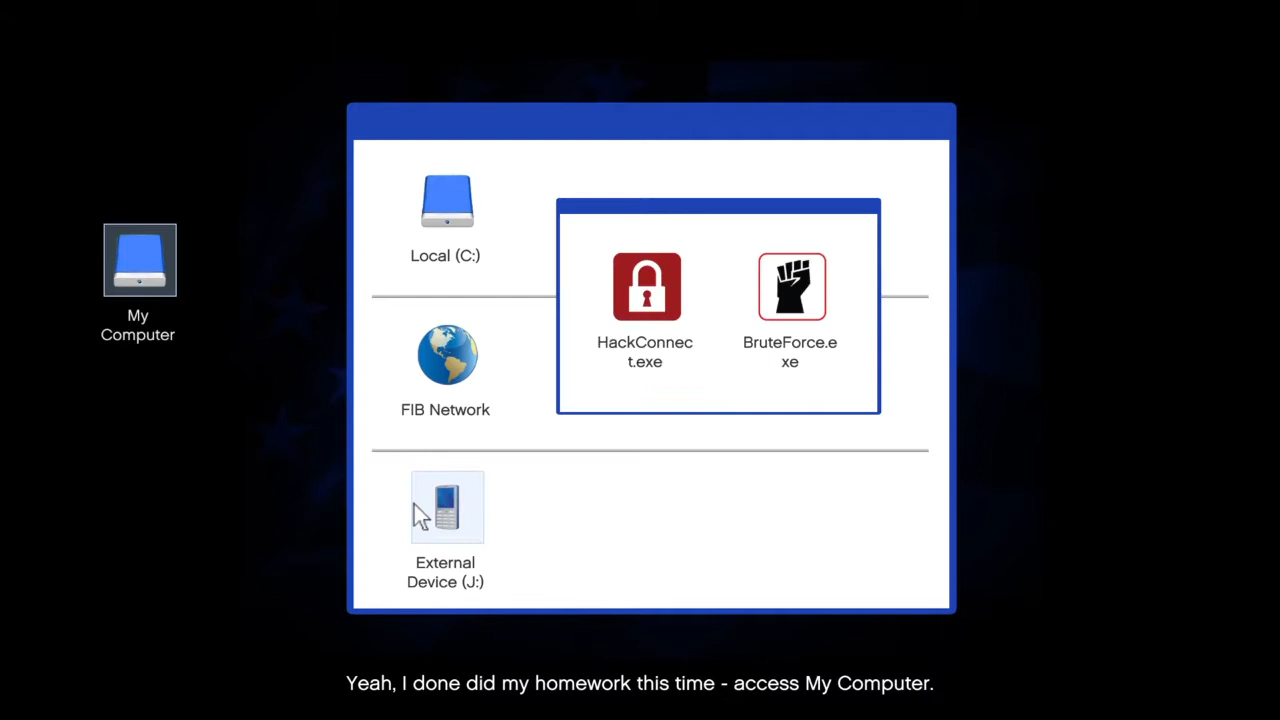 My
Computer
Local (C:)
HackConnec
t.exe
BruteForce.e
xe
FIB Network
External
Device (J:)
Yeah, I done did my homework this time - access My Computer.